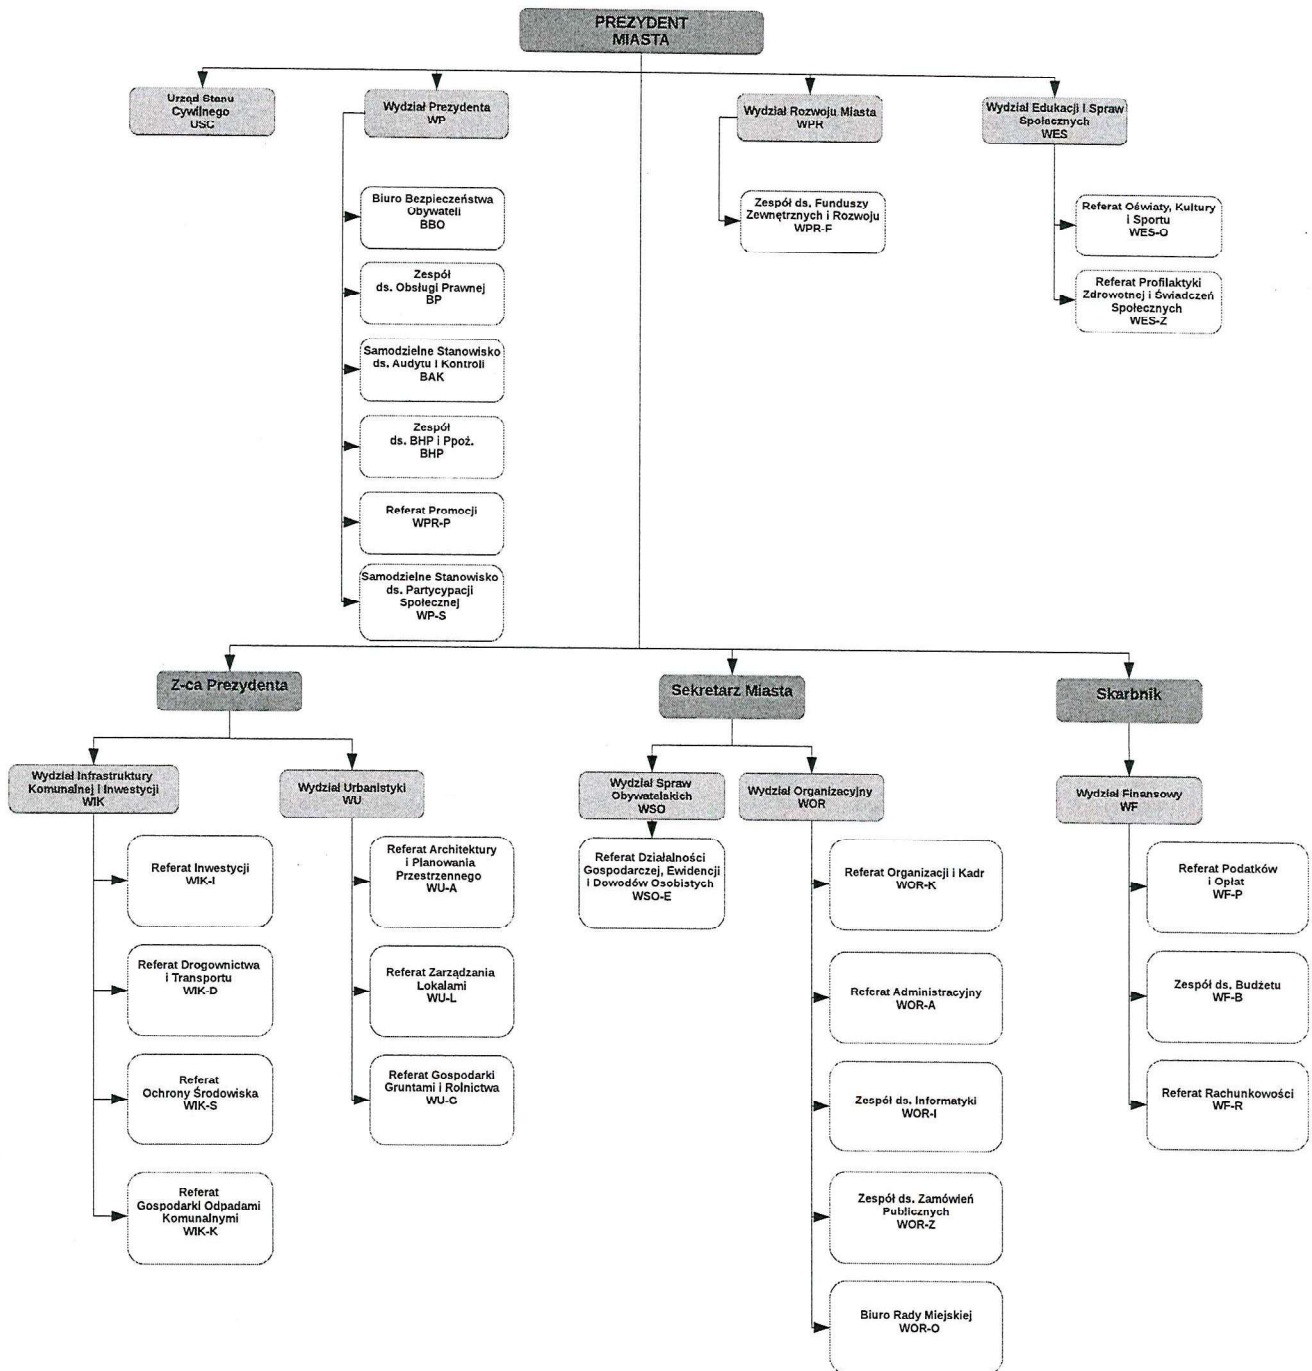 PREZYDENT
MIASTA
Urząd Stanu
Cywilnego
USC
Wydział Prezydenta
WP
Wydział Rozwoju Miasta
WPR
Wydział Edukacji i Spraw
Społecznych
WES
Biuro Bezpieczeństwa
Obywateli
BBO
Zespół
ds. Obsługi Prawnej
BP
Samodzielne Stanowisko
ds. Audytu i Kontroli
BAK
Zespół
ds. BHP i Ppoż.
BHP
Referat Promocji
WPR-P
Samodzielne Stanowisko
ds. Partycypacji
Społecznej
WP-S
Zespół ds. Funduszy
Zewnętrznych i Rozwoju
WPR-F
Referat Oświaty, Kultury
i Sportu
WES-O
Referat Profilaktyki
Zdrowotnej i Świadczeń
Społecznych
WES-Z
Z-ca Prezydenta
Sekretarz Miasta
Skarbnik
Wydział Infrastruktury
Komunalnej i Inwestycji
WIK
Wydział Urbanistyki
WU
Wydział Spraw
Obywatelskich
WSO
Wydział Organizacyjny
WOR
Wydział Finansowy
WF
Referat Inwestycji
WIK-I
Referat Drogownictwa
i Transportu
WIK-D
Referat
Ochrony Środowiska
WIK-S
Referat
Gospodarki Odpadami
Komunalnymi
WIK-K
Referat Architektury
i Planowania
Przestrzennego
WU-A
Referat Zarządzania
Lokalami
WU-L
Referat Gospodarki
Gruntami i Rolnictwa
WU-G
Referat Działalności
Gospodarczej, Ewidencji
i Dowodów Osobistych
WSO-E
Referat Organizacji i Kadr
WOR-K
Referat Administracyjny
WOR-A
Zespół ds. Informatyki
WOR-I
Zespół ds. Zamówień
Publicznych
WOR-Z
Biuro Rady Miejskiej
WOR-O
Referat Podatków
i Opłat
WF-P
Zespół ds. Budżetu
WF-B
Referat Rachunkowości
WF-R